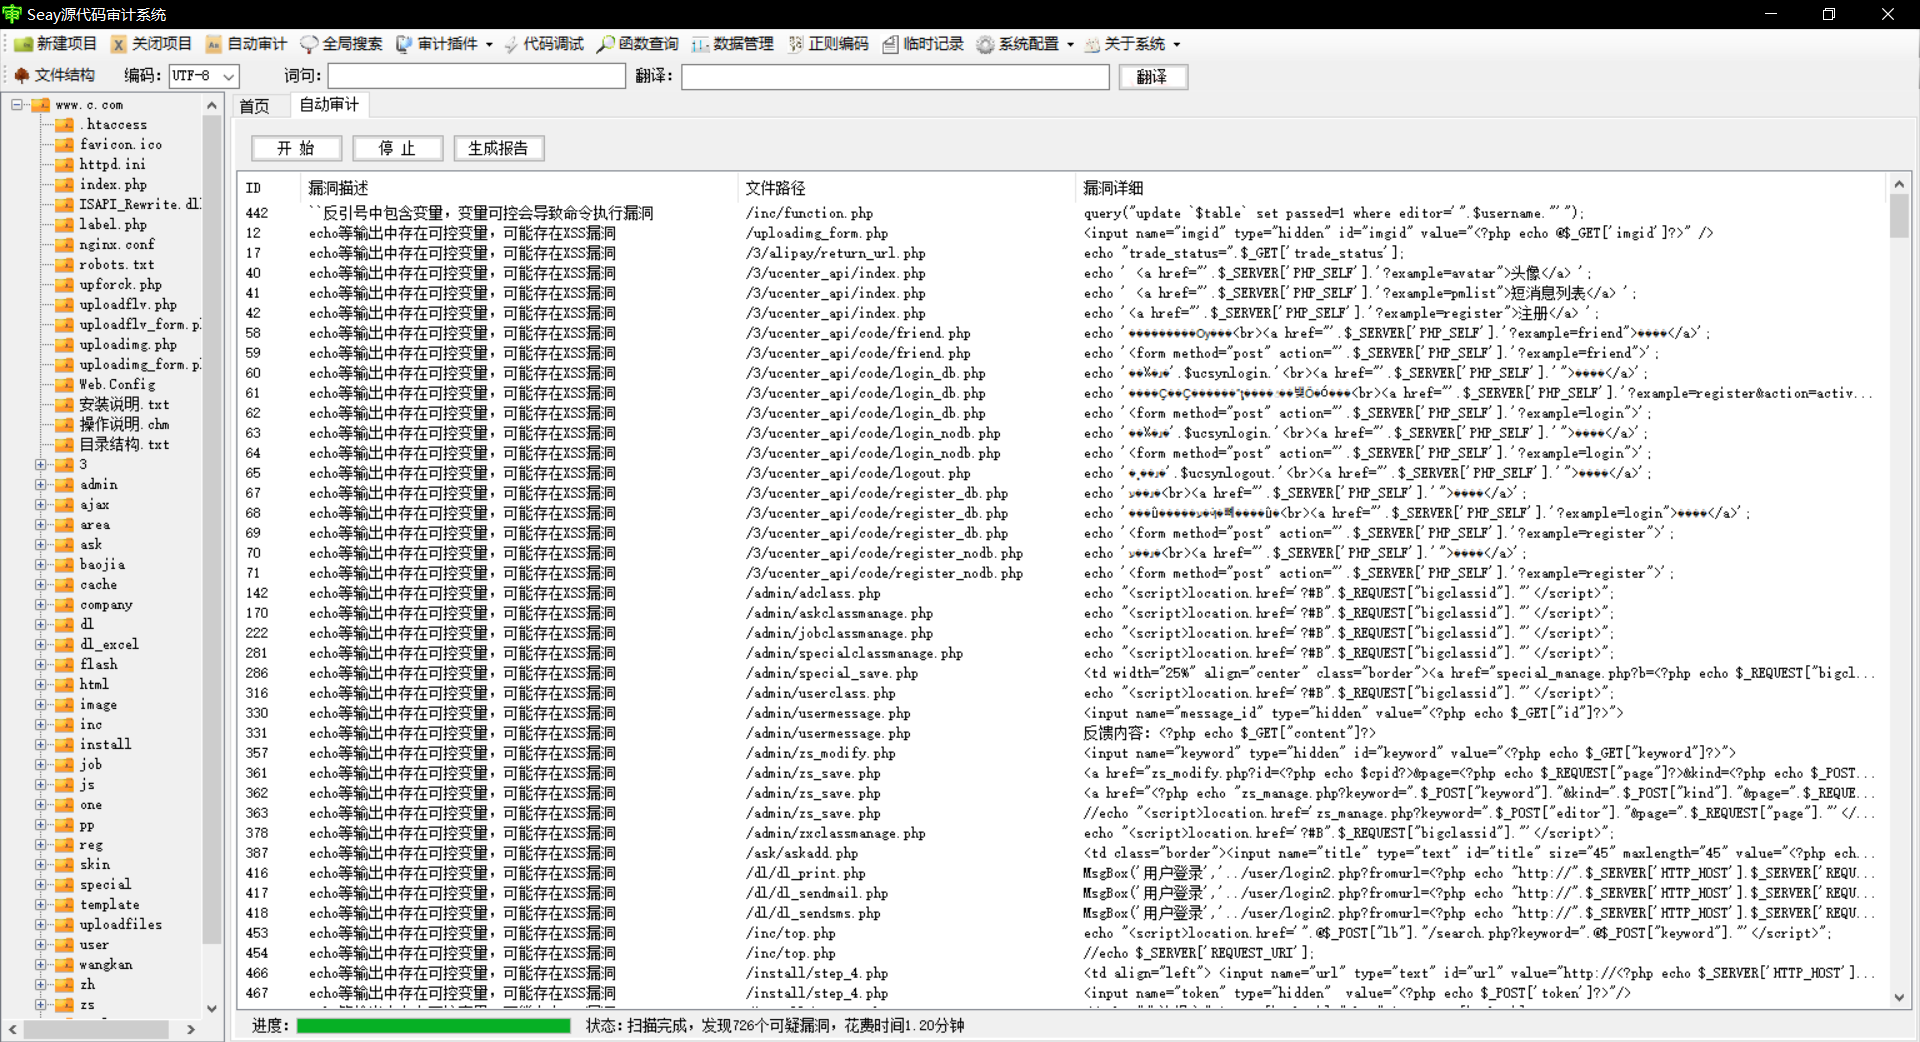 Seay源代码审计系统
新建项目 关闭项目 自动审计 全局搜索 审计插件 代码调试 函数查询 数据管理 正则编码 临时记录 系统配置 关于系统
文件结构 编码: UTF-8 词句: 翻译: 翻译
www.c.com
.htaccess
favicon.ico
httpd.ini
index.php
ISAPI_Rewrite.dl
label.php
nginx.conf
robots.txt
upforck.php
uploadflv.php
uploadflv_form.p
uploadimg.php
uploadimg_form.p
Web.Config
安装说明.txt
操作说明.chm
目录结构.txt
3
admin
ajax
area
ask
baojia
cache
company
dl
dl_excel
flash
html
image
inc
install
job
js
one
pp
reg
skin
special
template
uploadfiles
user
wangkan
zh
zs
首页 自动审计
开 始 停 止 生成报告
ID 漏洞描述 文件路径 漏洞详细
442 ``反引号中包含变量，变量可控会导致命令执行漏洞 /inc/function.php query("update `$table` set passed=1 where editor='".$username."'");
12 echo等输出中存在可控变量，可能存在XSS漏洞 /uploadimg_form.php <input name="imgid" type="hidden" id="imgid" value="<?php echo @$_GET['imgid']?>" />
17 echo等输出中存在可控变量，可能存在XSS漏洞 /3/alipay/return_url.php echo "trade_status=".$_GET['trade_status'];
40 echo等输出中存在可控变量，可能存在XSS漏洞 /3/ucenter_api/index.php echo ' <a href="'.$_SERVER['PHP_SELF'].'?example=avatar">头像</a> ';
41 echo等输出中存在可控变量，可能存在XSS漏洞 /3/ucenter_api/index.php echo ' <a href="'.$_SERVER['PHP_SELF'].'?example=pmlist">短消息列表</a> ';
42 echo等输出中存在可控变量，可能存在XSS漏洞 /3/ucenter_api/index.php echo '<a href="'.$_SERVER['PHP_SELF'].'?example=register">注册</a> ';
58 echo等输出中存在可控变量，可能存在XSS漏洞 /3/ucenter_api/code/friend.php echo '<br><a href="'.$_SERVER['PHP_SELF'].'?example=friend">����</a>';
59 echo等输出中存在可控变量，可能存在XSS漏洞 /3/ucenter_api/code/friend.php echo '<form method="post" action="'.$_SERVER['PHP_SELF'].'?example=friend">';
60 echo等输出中存在可控变量，可能存在XSS漏洞 /3/ucenter_api/code/login_db.php echo '.$ucsynlogin.'<br><a href="'.$_SERVER['PHP_SELF'].'">����</a>';
61 echo等输出中存在可控变量，可能存在XSS漏洞 /3/ucenter_api/code/login_db.php echo '<br><a href="'.$_SERVER['PHP_SELF'].'?example=register&action=activ...
62 echo等输出中存在可控变量，可能存在XSS漏洞 /3/ucenter_api/code/login_db.php echo '<form method="post" action="'.$_SERVER['PHP_SELF'].'?example=login">';
63 echo等输出中存在可控变量，可能存在XSS漏洞 /3/ucenter_api/code/login_nodb.php echo '.$ucsynlogin.'<br><a href="'.$_SERVER['PHP_SELF'].'">����</a>';
64 echo等输出中存在可控变量，可能存在XSS漏洞 /3/ucenter_api/code/login_nodb.php echo '<form method="post" action="'.$_SERVER['PHP_SELF'].'?example=login">';
65 echo等输出中存在可控变量，可能存在XSS漏洞 /3/ucenter_api/code/logout.php echo '.$ucsynlogout.'<br><a href="'.$_SERVER['PHP_SELF'].'">����</a>';
67 echo等输出中存在可控变量，可能存在XSS漏洞 /3/ucenter_api/code/register_db.php echo '<br><a href="'.$_SERVER['PHP_SELF'].'">����</a>';
68 echo等输出中存在可控变量，可能存在XSS漏洞 /3/ucenter_api/code/register_db.php echo '<br><a href="'.$_SERVER['PHP_SELF'].'?example=login">����</a>';
69 echo等输出中存在可控变量，可能存在XSS漏洞 /3/ucenter_api/code/register_db.php echo '<form method="post" action="'.$_SERVER['PHP_SELF'].'?example=register">';
70 echo等输出中存在可控变量，可能存在XSS漏洞 /3/ucenter_api/code/register_nodb.php echo '<br><a href="'.$_SERVER['PHP_SELF'].'">����</a>';
71 echo等输出中存在可控变量，可能存在XSS漏洞 /3/ucenter_api/code/register_nodb.php echo '<form method="post" action="'.$_SERVER['PHP_SELF'].'?example=register">';
142 echo等输出中存在可控变量，可能存在XSS漏洞 /admin/adclass.php echo "<script>location.href='?#B".$_REQUEST["bigclassid"]."'</script>";
170 echo等输出中存在可控变量，可能存在XSS漏洞 /admin/askclassmanage.php echo "<script>location.href='?#B".$_REQUEST["bigclassid"]."'</script>";
222 echo等输出中存在可控变量，可能存在XSS漏洞 /admin/jobclassmanage.php echo "<script>location.href='?#B".$_REQUEST["bigclassid"]."'</script>";
281 echo等输出中存在可控变量，可能存在XSS漏洞 /admin/specialclassmanage.php echo "<script>location.href='?#B".$_REQUEST["bigclassid"]."'</script>";
286 echo等输出中存在可控变量，可能存在XSS漏洞 /admin/special_save.php <td width="25%" align="center" class="border"><a href="special_manage.php?b=<?php echo $_REQUEST["bigcl...
316 echo等输出中存在可控变量，可能存在XSS漏洞 /admin/userclass.php echo "<script>location.href='?#B".$_REQUEST["bigclassid"]."'</script>";
330 echo等输出中存在可控变量，可能存在XSS漏洞 /admin/usermessage.php <input name="message_id" type="hidden" value="<?php echo $_GET["id"]?>">
331 echo等输出中存在可控变量，可能存在XSS漏洞 /admin/usermessage.php 反馈内容: <?php echo $_GET["content"]?>
357 echo等输出中存在可控变量，可能存在XSS漏洞 /admin/zs_modify.php <input name="keyword" type="hidden" id="keyword" value="<?php echo $_GET["keyword"]?>">
361 echo等输出中存在可控变量，可能存在XSS漏洞 /admin/zs_save.php <a href="zs_modify.php?id=<?php echo $cpid?>&page=<?php echo $_REQUEST["page"]?>&kind=<?php echo $_POST...
362 echo等输出中存在可控变量，可能存在XSS漏洞 /admin/zs_save.php <a href="<?php echo "zs_manage.php?keyword=".$_POST["keyword"]."&kind=".$_POST["kind"]."&page=".$_REQUE...
363 echo等输出中存在可控变量，可能存在XSS漏洞 /admin/zs_save.php //echo "<script>location.href='zs_manage.php?keyword=".$_POST["editor"]."&page=".$_REQUEST["page"]."'</...
378 echo等输出中存在可控变量，可能存在XSS漏洞 /admin/zxclassmanage.php echo "<script>location.href='?#B".$_REQUEST["bigclassid"]."'</script>";
387 echo等输出中存在可控变量，可能存在XSS漏洞 /ask/askadd.php <td class="border"><input name="title" type="text" id="title" size="45" maxlength="45" value="<?php ech...
416 echo等输出中存在可控变量，可能存在XSS漏洞 /dl/dl_print.php MsgBox('用户登录','../user/login2.php?fromurl=<?php echo "http://".$_SERVER['HTTP_HOST'].$_SERVER['REQU...
417 echo等输出中存在可控变量，可能存在XSS漏洞 /dl/dl_sendmail.php MsgBox('用户登录','../user/login2.php?fromurl=<?php echo "http://".$_SERVER['HTTP_HOST'].$_SERVER['REQU...
418 echo等输出中存在可控变量，可能存在XSS漏洞 /dl/dl_sendsms.php MsgBox('用户登录','../user/login2.php?fromurl=<?php echo "http://".$_SERVER['HTTP_HOST'].$_SERVER['REQU...
453 echo等输出中存在可控变量，可能存在XSS漏洞 /inc/top.php echo "<script>location.href='".@$_POST["lb"]."/search.php?keyword=".@$_POST["keyword"]."'</script>";
454 echo等输出中存在可控变量，可能存在XSS漏洞 /inc/top.php //echo $_SERVER['REQUEST_URI'];
466 echo等输出中存在可控变量，可能存在XSS漏洞 /install/step_4.php <td align="left"> <input name="url" type="text" id="url" value="http://<?php echo $_SERVER['HTTP_HOST']...
467 echo等输出中存在可控变量，可能存在XSS漏洞 /install/step_4.php <input name="token" type="hidden" value="<?php echo $_POST['token']?>"/>
进度: 状态:扫描完成，发现726个可疑漏洞，花费时间1.20分钟